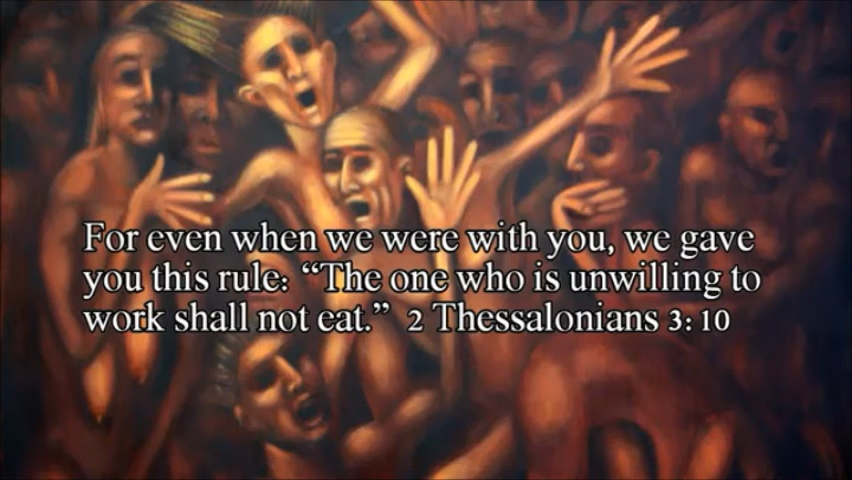 For even when we were with you, we gave
you this rule: “The one who is unwilling to
work shall not eat.” 2 Thessalonians 3: 10